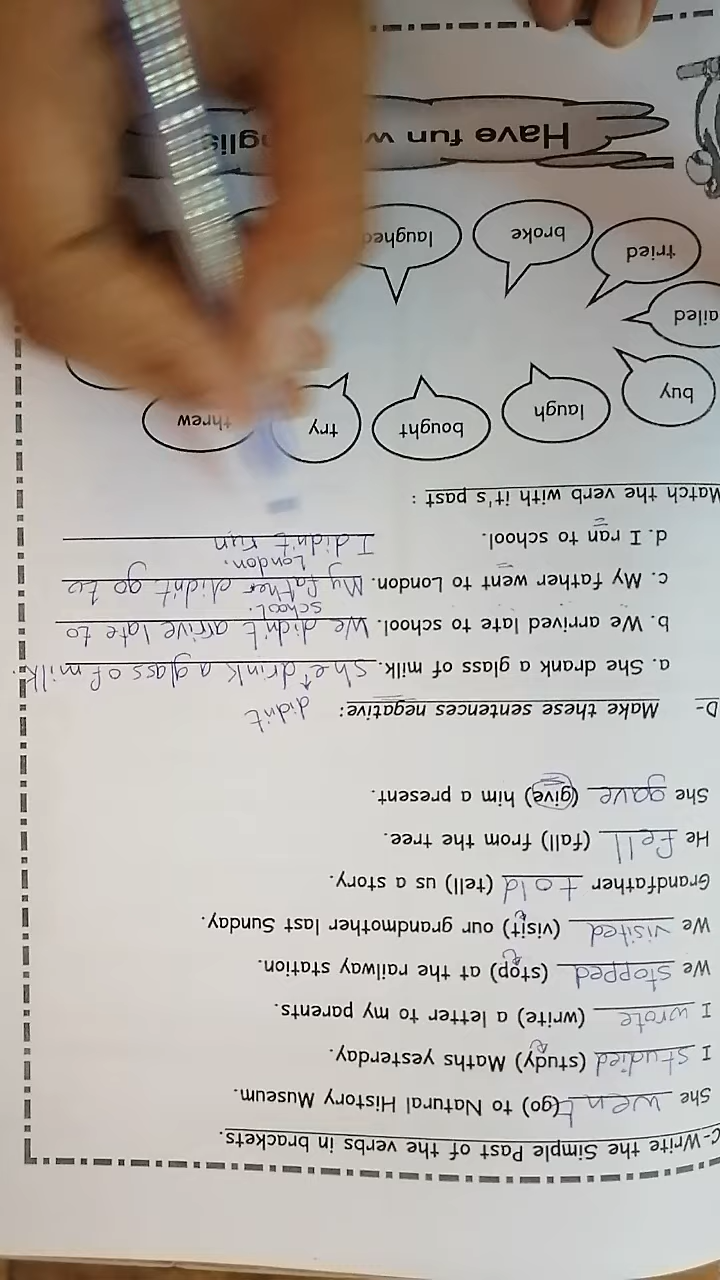 C-Write the Simple Past of the verbs in brackets.
She went (go) to Natural History Museum.
I studied (study) Maths yesterday.
I wrote (write) a letter to my parents.
We stopped (stop) at the railway station.
We visited (visit) our grandmother last Sunday.
Grandfather told (tell) us a story.
He fell (fall) from the tree.
She gave (give) him a present.
D- Make these sentences negative:
didn't
a. She drank a glass of milk. She drink a glass of milk.
b. We arrived late to school. We didn't arrive late to
school.
c. My father went to London. My father didn't go to
London.
d. I ran to school. I didn't run
Match the verb with it's past :
buy laugh bought try threw
ailed
tried broke laughed
Have fun w glis